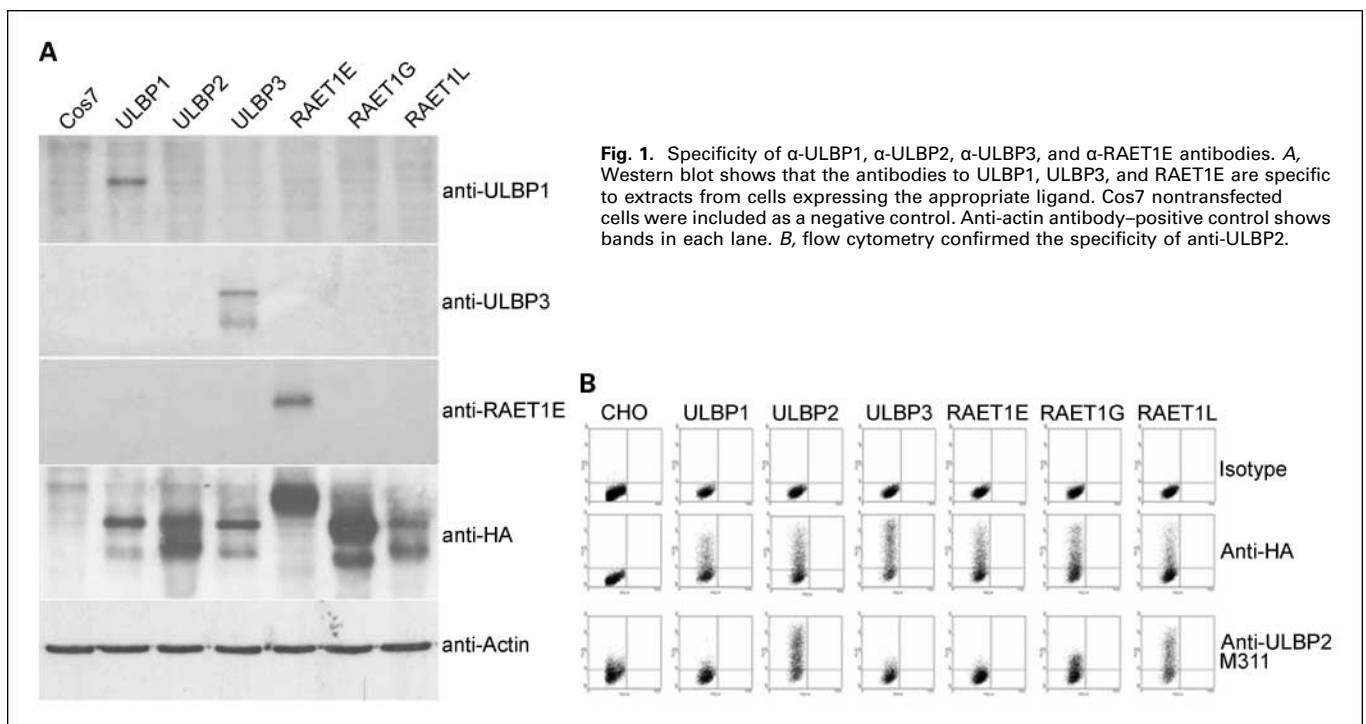 A
Cos7 ULBP1 ULBP2 ULBP3 RAET1E RAET1G RAET1L
anti-ULBP1
anti-ULBP3
anti-RAET1E
anti-HA
anti-Actin
Fig. 1. Specificity of α-ULBP1, α-ULBP2, α-ULBP3, and α-RAET1E antibodies. A,
Western blot shows that the antibodies to ULBP1, ULBP3, and RAET1E are specific
to extracts from cells expressing the appropriate ligand. Cos7 nontransfected
cells were included as a negative control. Anti-actin antibody–positive control shows
bands in each lane. B, flow cytometry confirmed the specificity of anti-ULBP2.
B
CHO ULBP1 ULBP2 ULBP3 RAET1E RAET1G RAET1L
Isotype
Anti-HA
Anti-ULBP2
M311